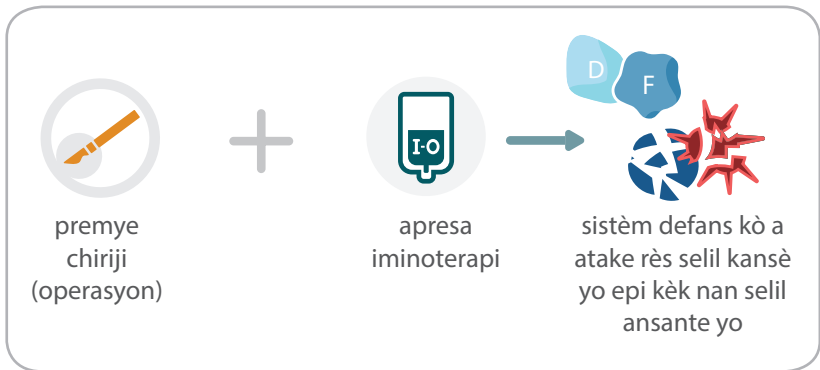 D
F
I-O
premye
chiriji
(operasyon)
apresa
iminoterapi
sistèm defans kò a
atake rès selil kansè
yo epi kèk nan selil
ansante yo